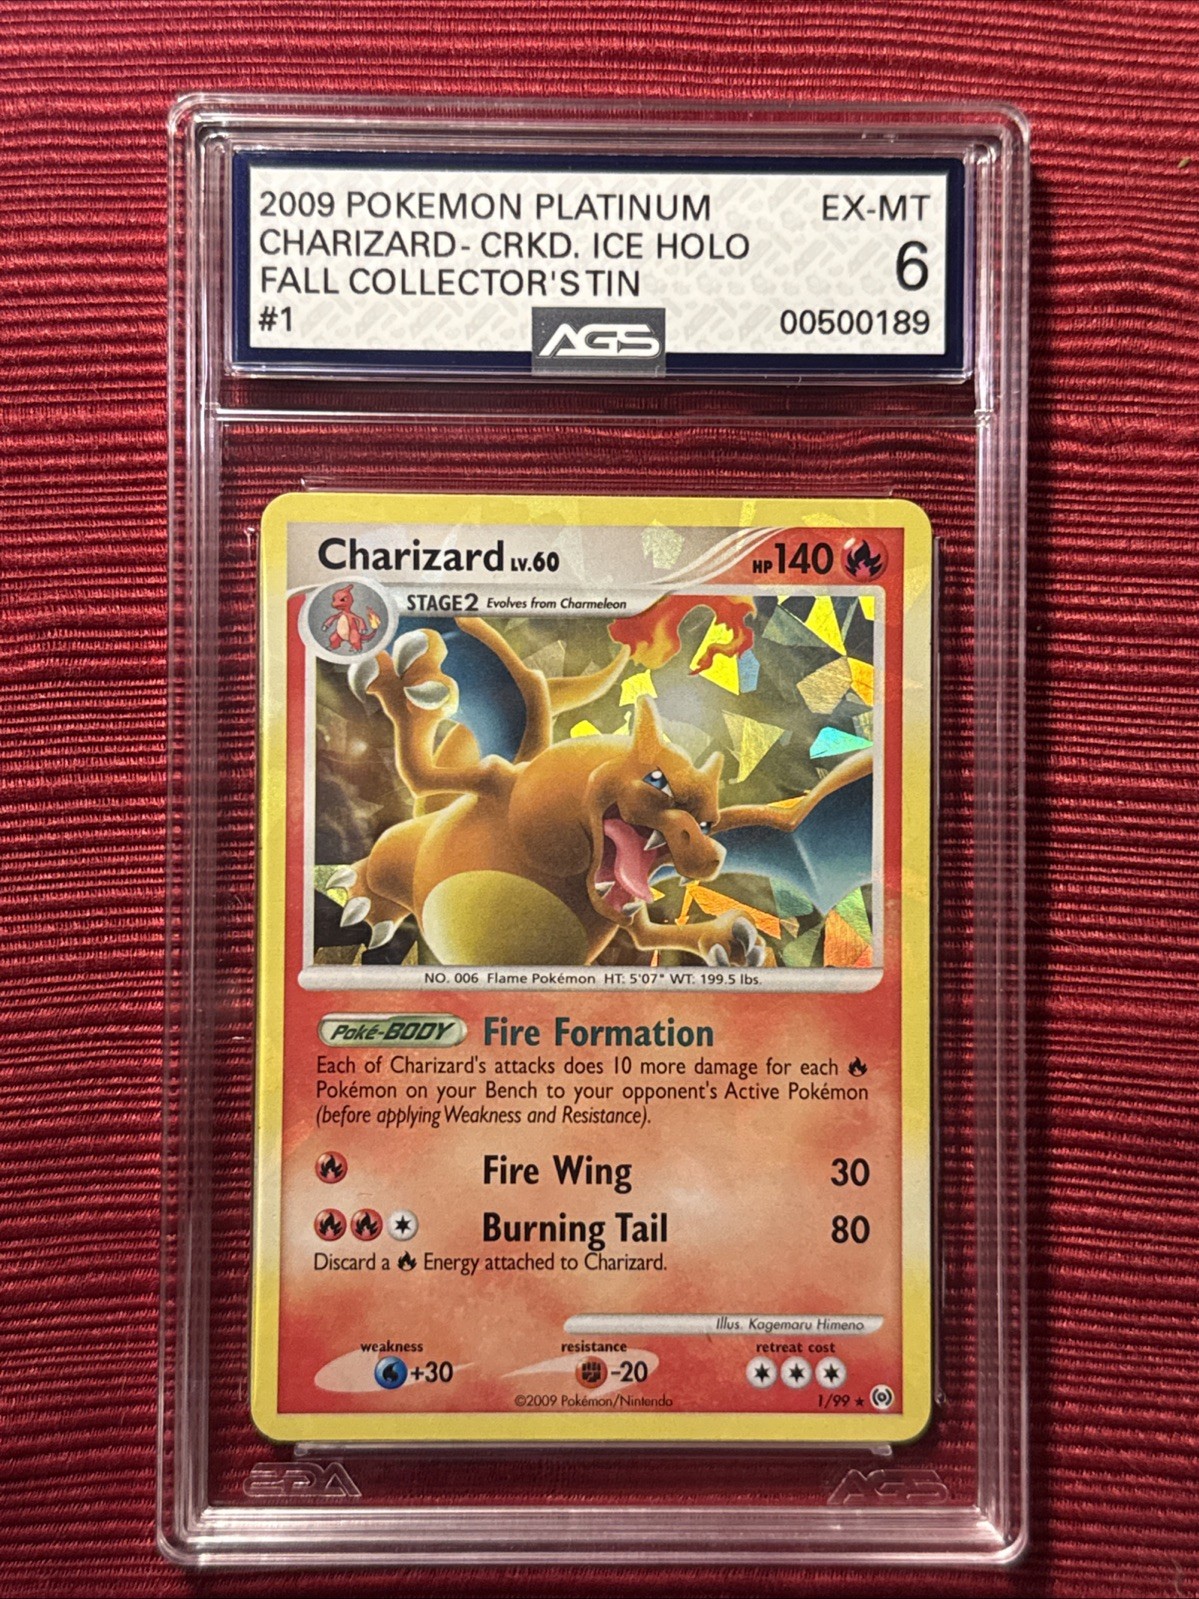 2009 POKEMON PLATINUM EX-MT
CHARIZARD- CRKD. ICE HOLO 6
FALL COLLECTOR'S TIN
#1 AGS 00500189
Charizard LV.60 HP 140
STAGE2 Evolves from Charmeleon
NO. 006 Flame Pokémon HT: 5'07" WT: 199.5 lbs.
Poké-BODY Fire Formation
Each of Charizard's attacks does 10 more damage for each
Pokémon on your Bench to your opponent's Active Pokémon
(before applying Weakness and Resistance).
Fire Wing 30
Burning Tail 80
Discard a Energy attached to Charizard.
Illus. Kagemaru Himeno
weakness resistance retreat cost
+30 -20
©2009 Pokémon/Nintendo 1/99
AGS AGS